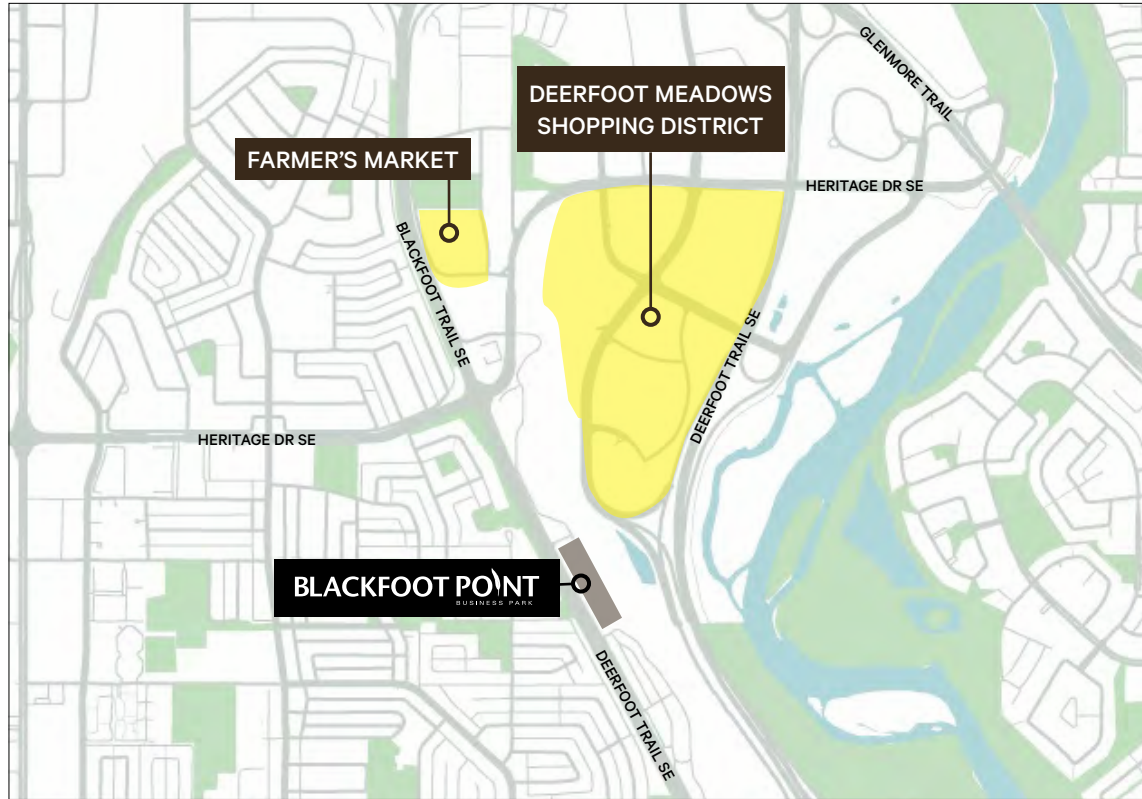 GLENMORE TRAIL
DEERFOOT MEADOWS
SHOPPING DISTRICT
FARMER'S MARKET
HERITAGE DR SE
BLACKFOOT TRAIL SE
DEERFOOT TRAIL SE
HERITAGE DR SE
BLACKFOOT POINT
BUSINESS PARK
DEERFOOT TRAIL SE